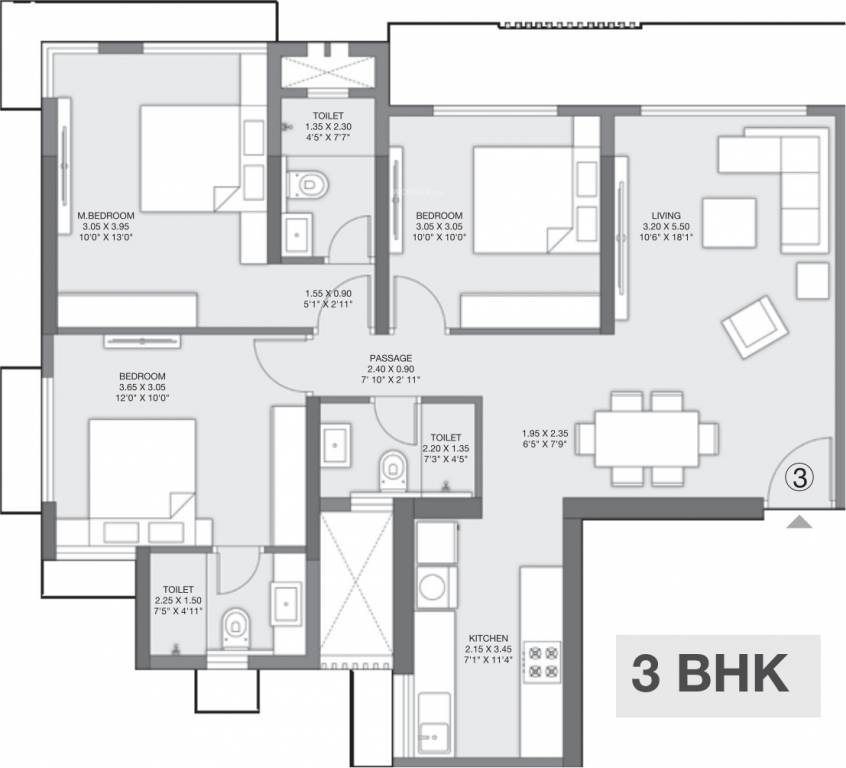 TOILET
1.35 X 2.30
4'5" X 7'7"
M.BEDROOM
3.05 X 3.95
10'0" X 13'0"
BEDROOM
3.05 X 3.05
10'0" X 10'0"
LIVING
3.20 X 5.50
10'6" X 18'1"
1.55 X 0.90
5'1" X 2'11"
PASSAGE
2.40 X 0.90
7' 10" X 2' 11"
BEDROOM
3.65 X 3.05
12'0" X 10'0"
TOILET
2.20 X 1.35
7'3" X 4'5"
1.95 X 2.35
6'5" X 7'9"
3
TOILET
2.25 X 1.50
7'5" X 4'11"
KITCHEN
2.15 X 3.45
7'1" X 11'4"
3 BHK